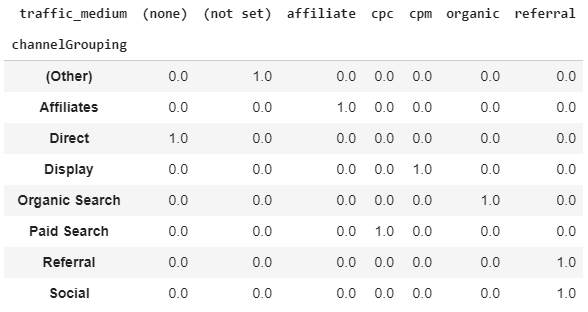 traffic_medium (none) (not set) affiliate cpc cpm organic referral
channelGrouping
(Other) 0.0 1.0 0.0 0.0 0.0 0.0 0.0
Affiliates 0.0 0.0 1.0 0.0 0.0 0.0 0.0
Direct 1.0 0.0 0.0 0.0 0.0 0.0 0.0
Display 0.0 0.0 0.0 0.0 1.0 0.0 0.0
Organic Search 0.0 0.0 0.0 0.0 0.0 1.0 0.0
Paid Search 0.0 0.0 0.0 1.0 0.0 0.0 0.0
Referral 0.0 0.0 0.0 0.0 0.0 0.0 1.0
Social 0.0 0.0 0.0 0.0 0.0 0.0 1.0